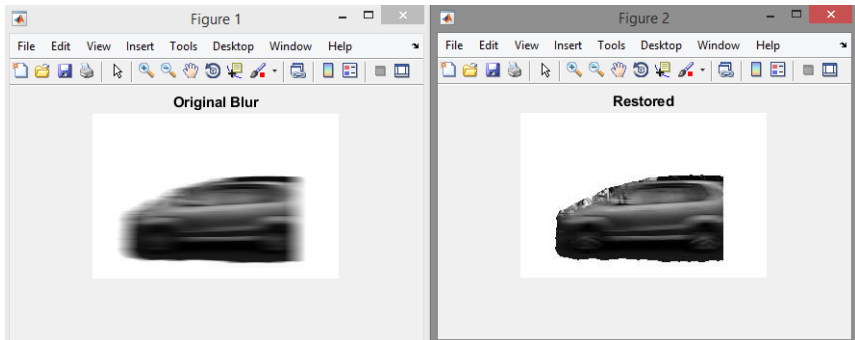 Figure 1
File Edit View Insert Tools Desktop Window Help
Original Blur
Figure 2
File Edit View Insert Tools Desktop Window Help
Restored